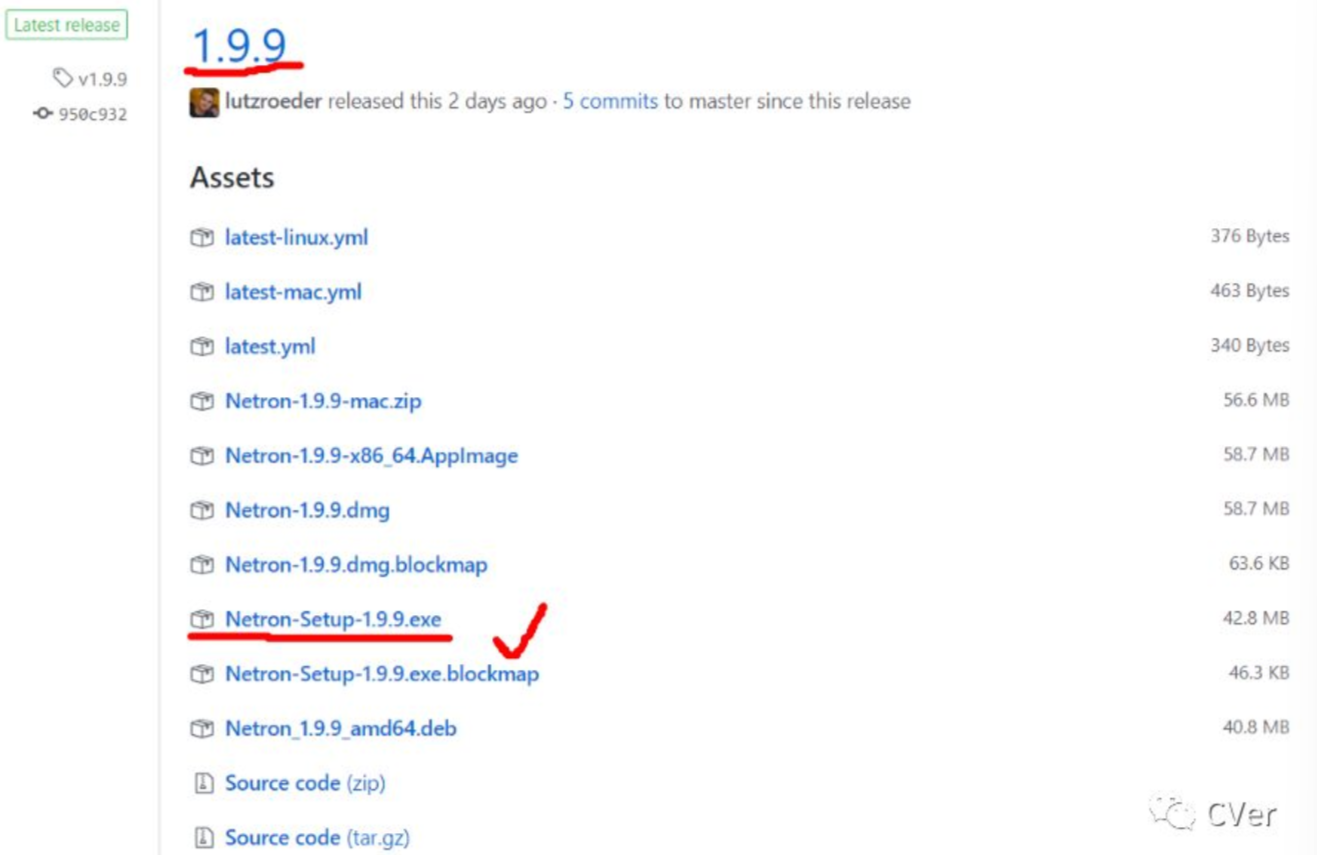 Latest release
1.9.9
v1.9.9
lutzroeder released this 2 days ago · 5 commits to master since this release
950c932
Assets
latest-linux.yml 376 Bytes
latest-mac.yml 463 Bytes
latest.yml 340 Bytes
Netron-1.9.9-mac.zip 56.6 MB
Netron-1.9.9-x86_64.AppImage 58.7 MB
Netron-1.9.9.dmg 58.7 MB
Netron-1.9.9.dmg.blockmap 63.6 KB
Netron-Setup-1.9.9.exe 42.8 MB
Netron-Setup-1.9.9.exe.blockmap 46.3 KB
Netron_1.9.9_amd64.deb 40.8 MB
Source code (zip)
Source code (tar.gz)
CVer